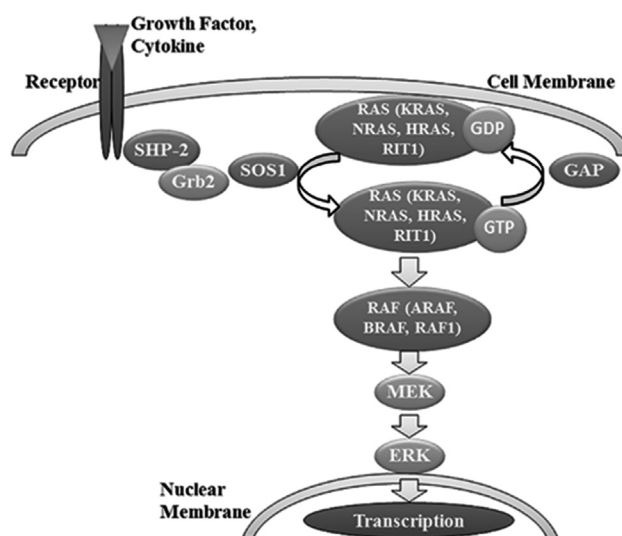 Growth Factor,
Cytokine
Receptor
Cell Membrane
SHP-2
Grb2
SOS1
RAS (KRAS,
NRAS, HRAS,
RIT1)
GDP
GAP
RAS (KRAS,
NRAS, HRAS,
RIT1)
GTP
RAF (ARAF,
BRAF, RAF1)
MEK
ERK
Nuclear
Membrane
Transcription